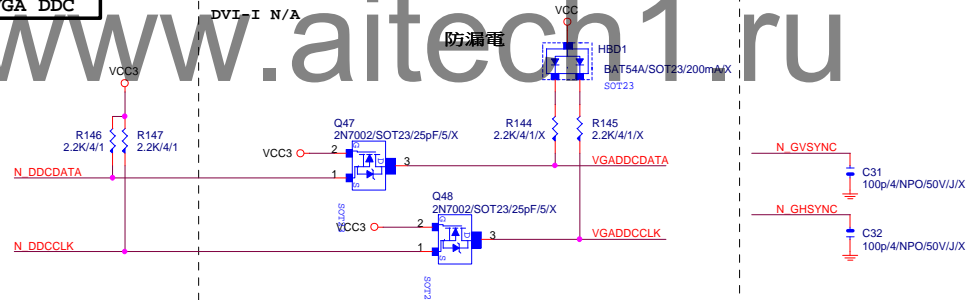 VGA DDC
DVI-I N/A
www.aitech1.ru
防漏電
VCC
HBD1
BAT54A/SOT23/200mA/X
SOT23
VCC3
R146
2.2K/4/1
R147
2.2K/4/1
Q47
2N7002/SOT23/25pF/5/X
R144
2.2K/4/1/X
R145
2.2K/4/1/X
VCC3
2
G
D
S
3
1
N_DDCDATA
VGADDCDATA
N_GVSYNC
C31
100p/4/NPO/50V/J/X
Q48
2N7002/SOT23/25pF/5/X
VCC3
2
G
D
S
3
1
N_DDCCLK
VGADDCCLK
N_GHSYNC
C32
100p/4/NPO/50V/J/X